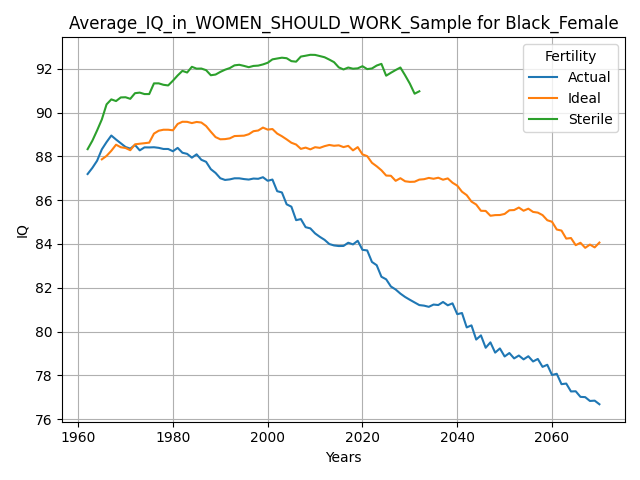 Average_IQ_in_WOMEN_SHOULD_WORK_Sample for Black_Female
Fertility
Actual
Ideal
Sterile
IQ
92
90
88
86
84
82
80
78
76
1960
1980
2000
2020
2040
2060
Years